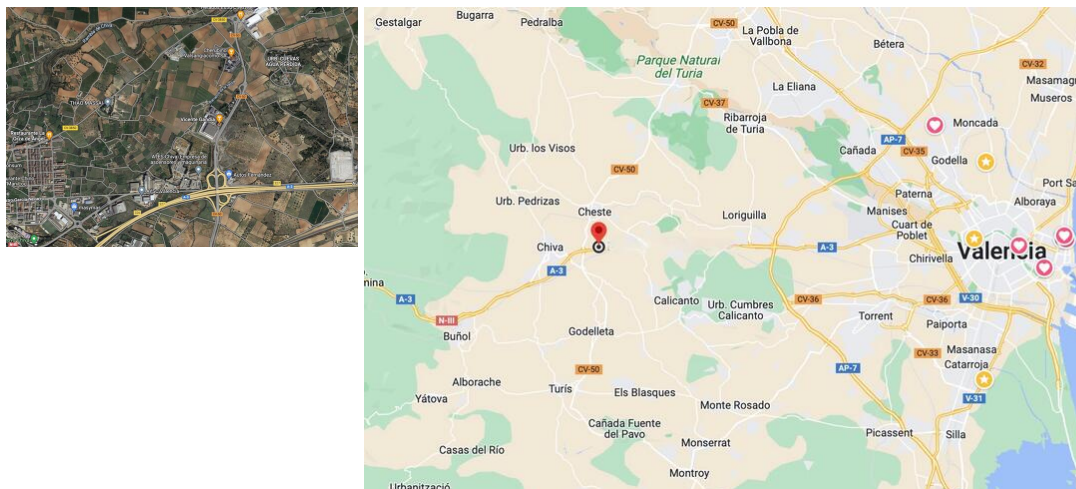 Vicente Gandía
Autos Fernández
A-3
Gestalgar
Bugarra
Pedralba
CV-50
La Pobla de
Vallbona
Bétera
CV-32
Parque Natural
del Turia
Masamag
Museros
La Eliana
CV-37
Ribarroja
de Turia
AP-7
Moncada
Urb. los Visos
Cañada
CV-35
Godella
CV-50
Paterna
Port Sa
Urb. Pedrizas
Cheste
Loriguilla
Manises
Alboraya
Cuart de
Poblet
Chiva
A-3
Chirivella
Valencia
A-3
nina
A-3
Calicanto
Urb. Cumbres
Calicanto
CV-36
CV-36
V-30
N-III
Buñol
Godelleta
Torrent
Paiporta
CV-33
Masanasa
Catarroja
CV-50
AP-7
Alborache
Turís
Els Blasques
V-31
Yátova
Monte Rosado
Cañada Fuente
del Pavo
Picassent
Silla
Casas del Río
Monserrat
Montroy
Urbanització